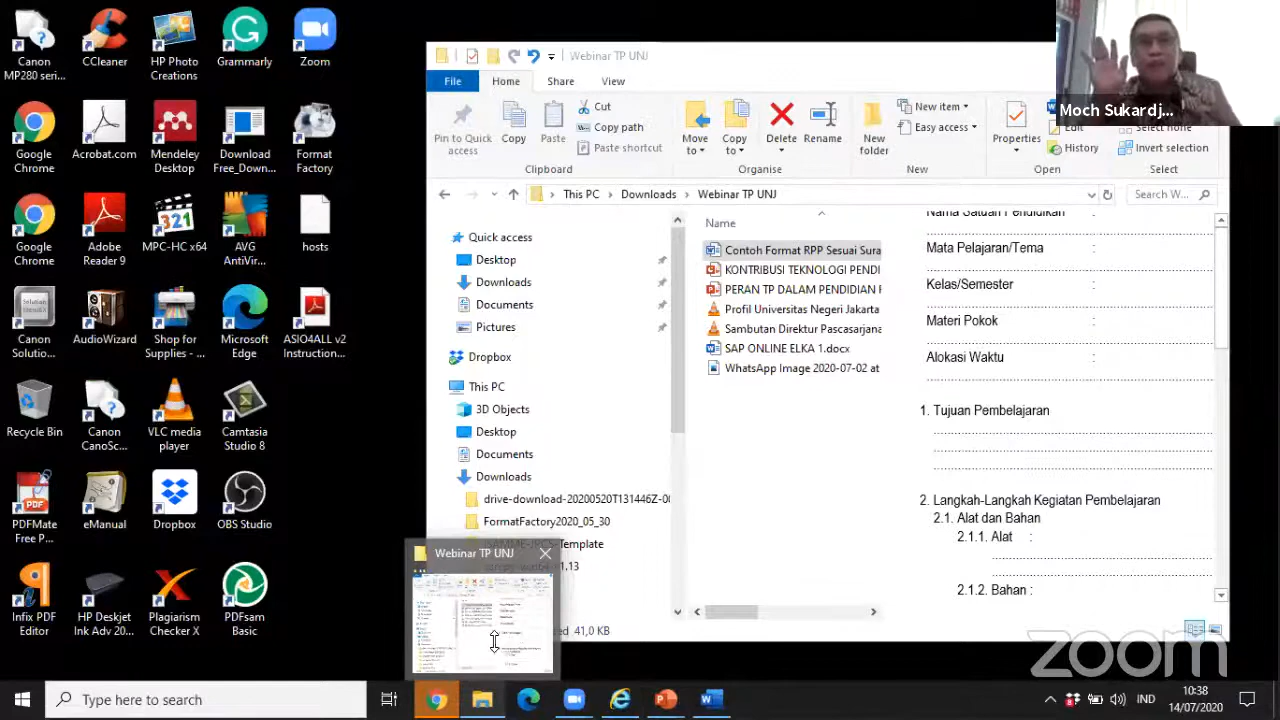 Canon
MP280 seri...
CCleaner
HP Photo
Creations
Grammarly
Zoom
Google
Chrome
Acrobat.com
Mendeley
Desktop
Download
Free_Down...
Format
Factory
Google
Chrome
Adobe
Reader 9
MPC-HC x64
AVG
AntiVir...
hosts
Canon
Solutio...
AudioWizard
Shop for
Supplies - ...
Microsoft
Edge
ASIO4ALL v2
Instruction...
Recycle Bin
Canon
CanoSc...
VLC media
player
Camtasia
Studio 8
PDFMate
Free P...
eManual
Dropbox
OBS Studio
Infix PDF
Editor
HP Deskjet
Ink Adv 20...
Plagiarism
Checker X
PDFsam
Basic
Webinar TP UNJ
File
Home
Share
View
Pin to Quick
access
Copy
Paste
Cut
Copy path
Paste shortcut
Clipboard
Move
to
Copy
to
Delete
Rename
Organise
New
folder
New item
Easy access
New
Properties
Edit
History
Open
Select none
Invert selection
Select
Moch Sukardj...
This PC
Downloads
Webinar TP UNJ
Search W...
Quick access
Desktop
Downloads
Documents
Pictures
Dropbox
This PC
3D Objects
Desktop
Documents
Downloads
drive-download-20200520T131446Z-00
FormatFactory2020_05_30
Name
Contoh Format RPP Sesuai Sura
KONTRIBUSI TEKNOLOGI PENDI
PERAN TP DALAM PENDIDIAN F
Profil Universitas Negeri Jakarta
Sambutan Direktur Pascasarjana
SAP ONLINE ELKA 1.docx
WhatsApp Image 2020-07-02 at
Nama Satuan Pendidikan :
Mata Pelajaran/Tema :
Kelas/Semester :
Materi Pokok :
Alokasi Waktu :
1. Tujuan Pembelajaran
2. Langkah-Langkah Kegiatan Pembelajaran
2.1. Alat dan Bahan
2.1.1. Alat :
2.1.2. Bahan :
Webinar TP UNJ
zoom
Type here to search
IND
10:38
14/07/2020